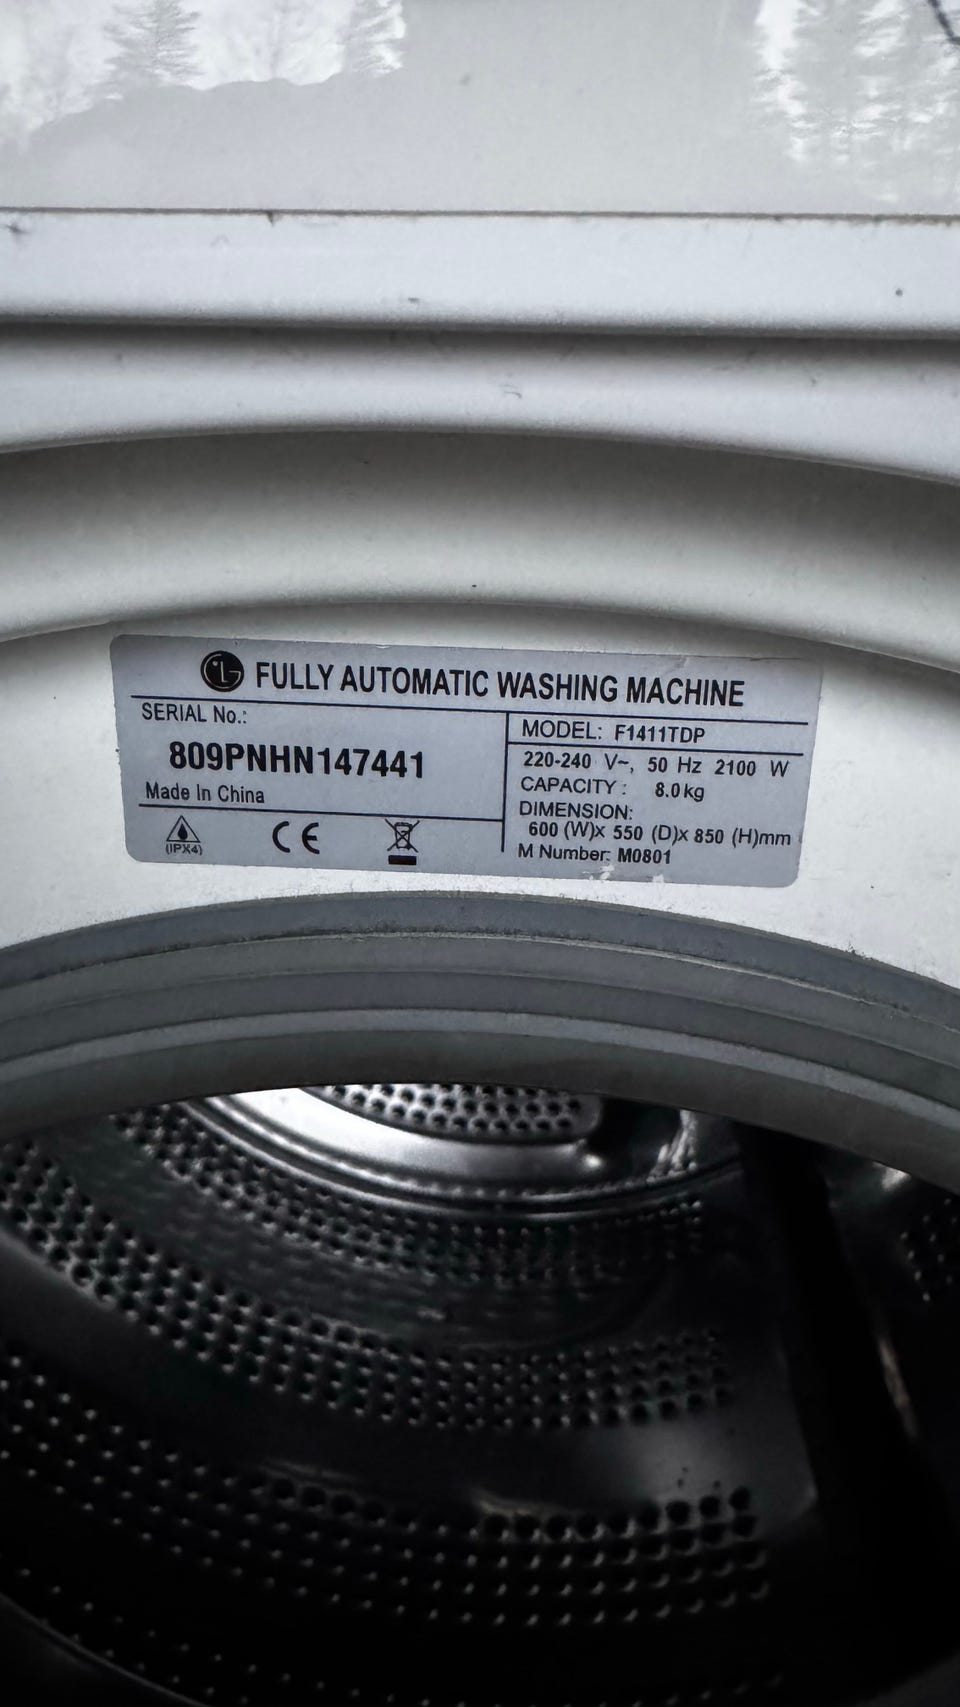 LG FULLY AUTOMATIC WASHING MACHINE
SERIAL No.:
809PNHN147441
Made In China
(IPX4)
CE
MODEL: F1411TDP
220-240 V~, 50 Hz 2100 W
CAPACITY : 8.0kg
DIMENSION:
600 (W)x 550 (D)x 850 (H)mm
M Number: M0801